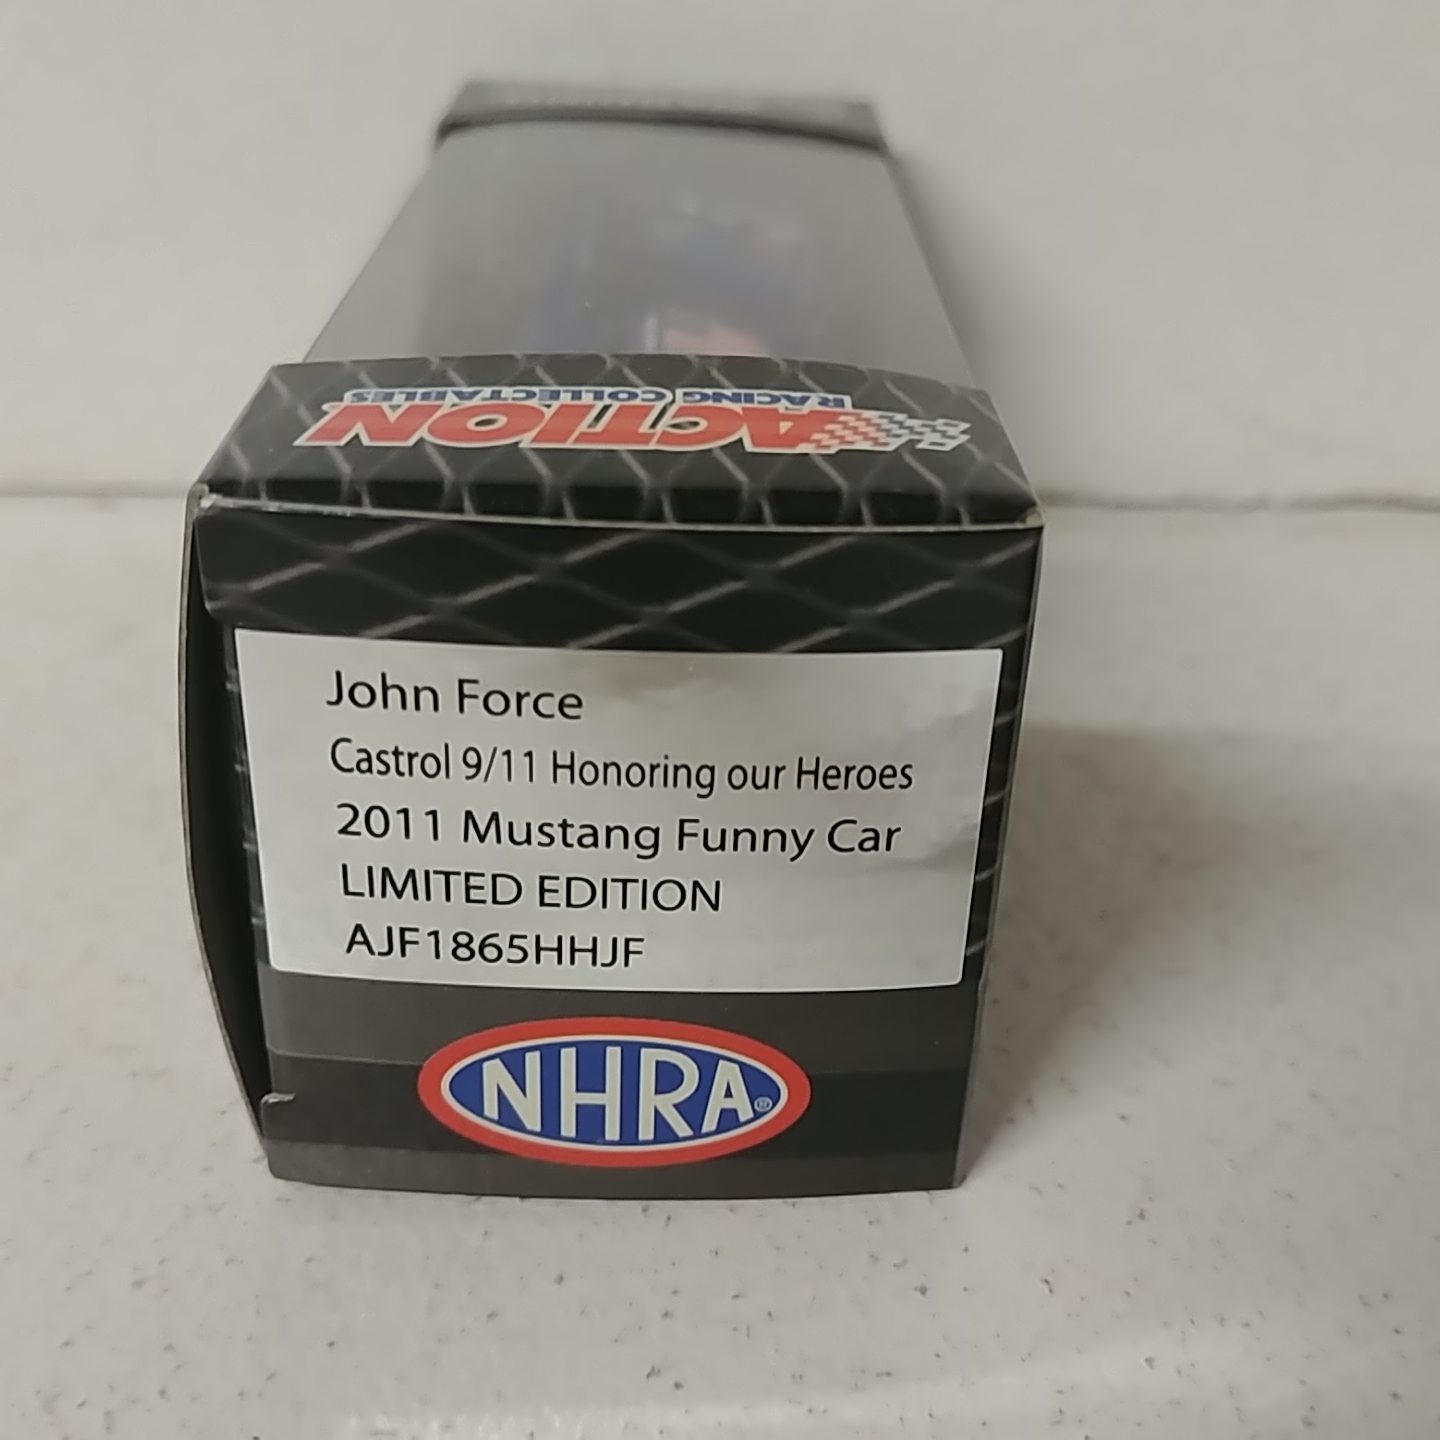 ACTION
RACING COLLECTABLES
John Force
Castrol 9/11 Honoring our Heroes
2011 Mustang Funny Car
LIMITED EDITION
AJF1865HHJF
NHRA®